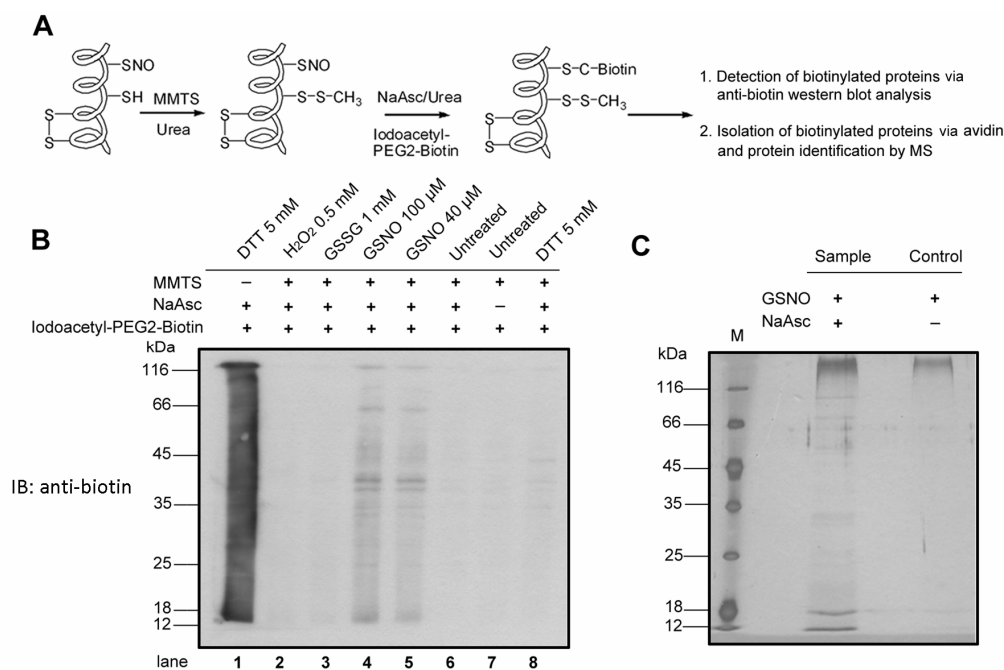 A
SNO
SH
S
S
MMTS
Urea
SNO
S–S–CH3
S
S
NaAsc/Urea
Iodoacetyl-
PEG2-Biotin
S–C–Biotin
S–S–CH3
S
S
1. Detection of biotinylated proteins via
anti-biotin western blot analysis
2. Isolation of biotinylated proteins via avidin
and protein identification by MS
B
DTT 5 mM
H2O2 0.5 mM
GSSG 1 mM
GSNO 100 µM
GSNO 40 µM
Untreated
Untreated
DTT 5 mM
MMTS – + + + + + + +
NaAsc + + + + + + – +
Iodoacetyl-PEG2-Biotin + + + + + + + +
kDa
116
66
45
35
25
18
12
IB: anti-biotin
lane 1 2 3 4 5 6 7 8
C
Sample Control
GSNO + +
NaAsc + –
M
kDa
116
66
45
35
25
18
12